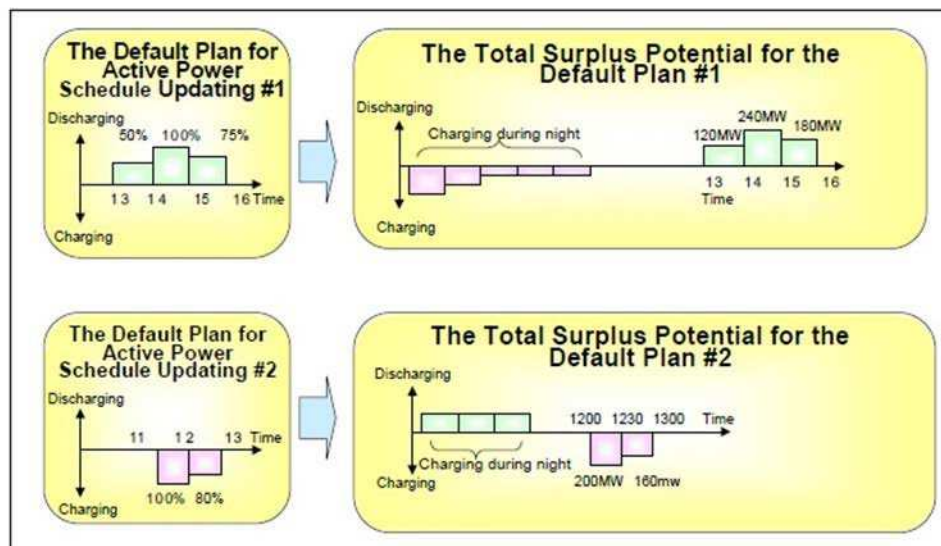 The Default Plan for
Active Power
Schedule Updating #1
Discharging
50% 100% 75%
13 14 15 16 Time
Charging
The Total Surplus Potential for the
Default Plan #1
Discharging
Charging during night
240MW
120MW 180MW
13 14 15 16
Time
Charging
The Default Plan for
Active Power
Schedule Updating #2
Discharging
11 12 13 Time
100% 80%
Charging
The Total Surplus Potential for the
Default Plan #2
Discharging
1200 1230 1300 Time
Charging during night
200MW 160mw
Charging